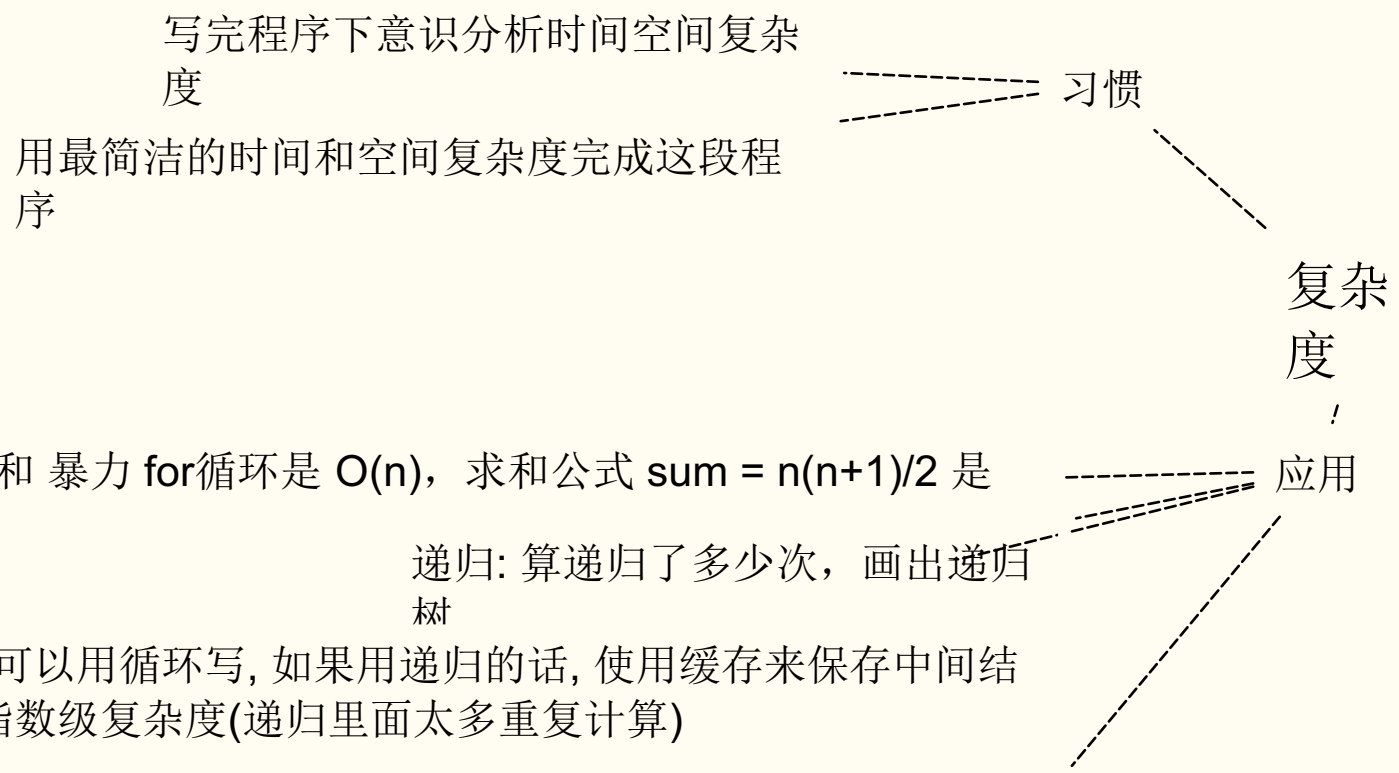 写完程序下意识分析时间空间复杂
度
习惯
用最简洁的时间和空间复杂度完成这段程
序
复杂
度
和 暴力 for循环是 O(n)，求和公式 sum = n(n+1)/2 是
应用
递归: 算递归了多少次，画出递归
树
可以用循环写, 如果用递归的话, 使用缓存来保存中间结
指数级复杂度(递归里面太多重复计算)